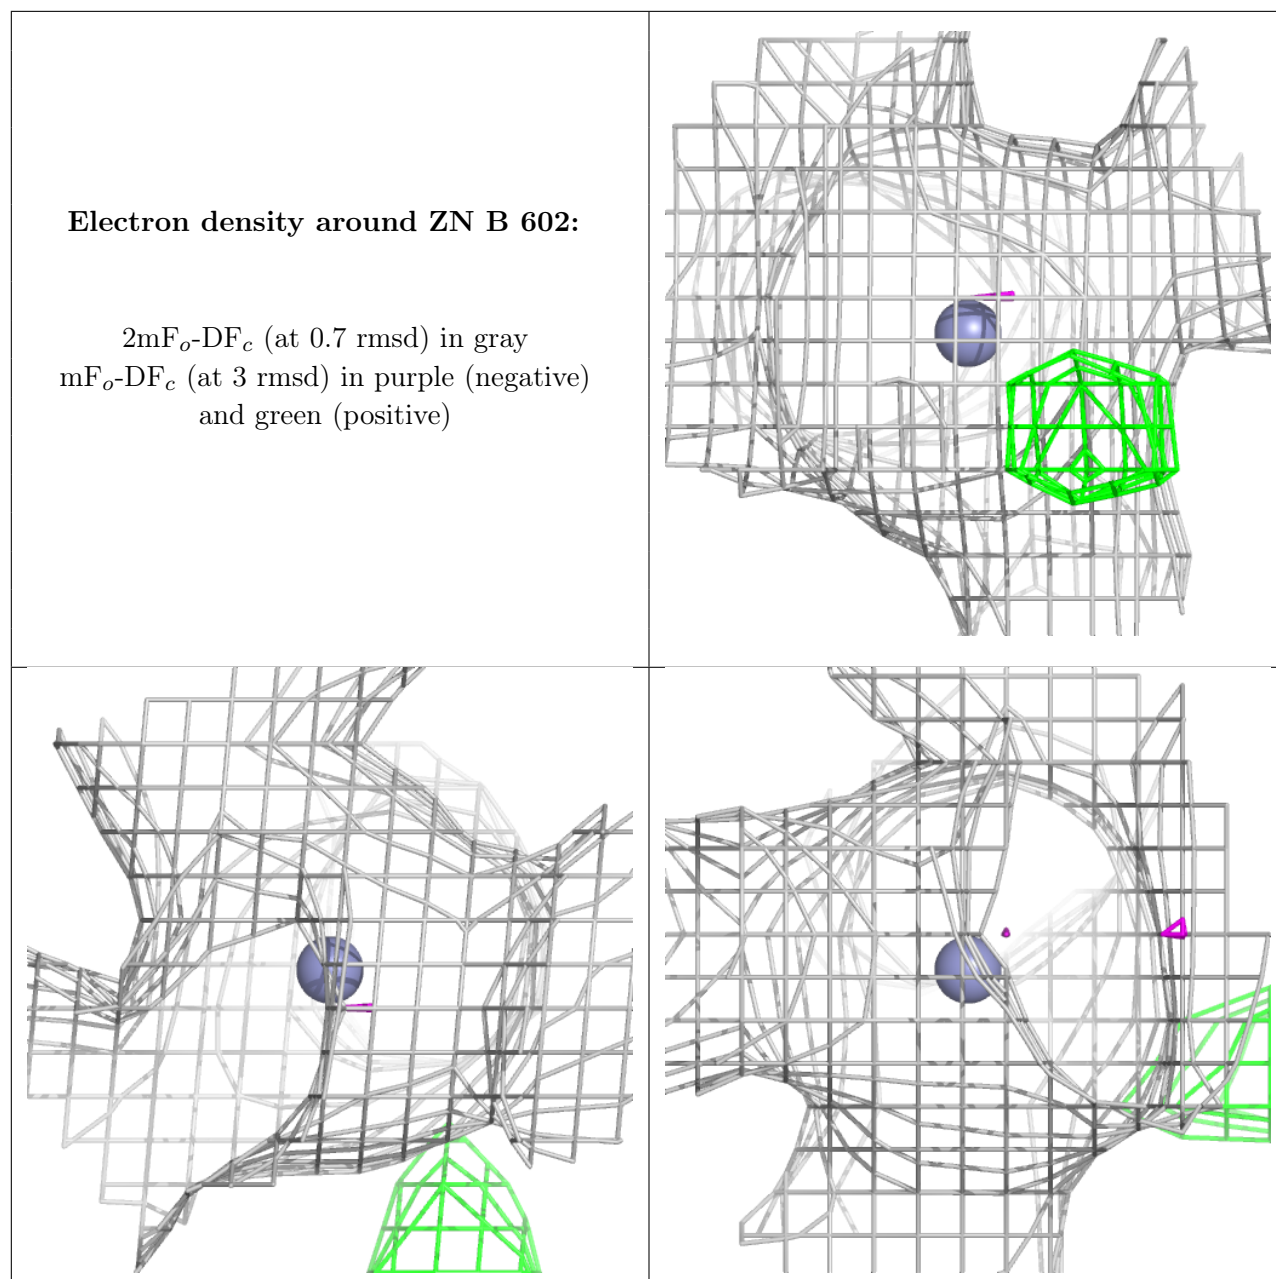 Electron density around ZN B 602:
2mFo-DFc (at 0.7 rmsd) in gray
mFo-DFc (at 3 rmsd) in purple (negative)
and green (positive)